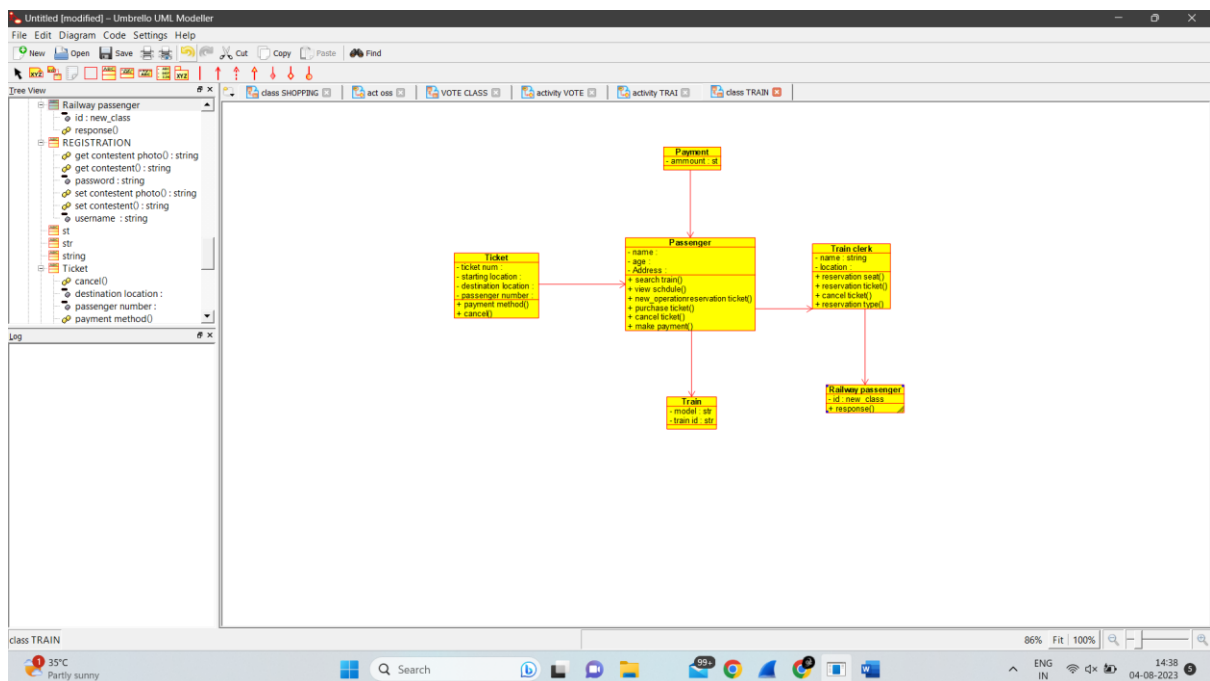 Untitled [modified] – Umbrello UML Modeller
File Edit Diagram Code Settings Help
New Open Save Cut Copy Paste Find
Tree View
class SHOPPING act oss VOTE CLASS activity VOTE activity TRAI class TRAIN
Railway passenger
id : new_class
response()
REGISTRATION
get contestent photo() : string
get contestent() : string
password : string
set contestent photo() : string
set contestent() : string
username : string
st
str
string
Ticket
cancel()
destination location :
passenger number :
payment method()
Log
Payment
- ammount : st
Passenger
- name :
- age :
- Address :
+ search train()
+ view schdule()
+ new_operationreservation ticket()
+ purchase ticket()
+ cancel ticket()
+ make payment()
Ticket
- ticket num :
- starting location :
- destination location :
- passenger number :
+ payment method()
+ cancel()
Train clerk
- name : string
- location :
+ reservation seat()
+ reservation ticket()
+ cancel ticket()
+ reservation type()
Train
- model : str
- train id : str
Railway passenger
- id : new_class
+ response()
class TRAIN
86% Fit 100%
1
35°C
Partly sunny
Search
99+
ENG
IN
14:38
04-08-2023
5